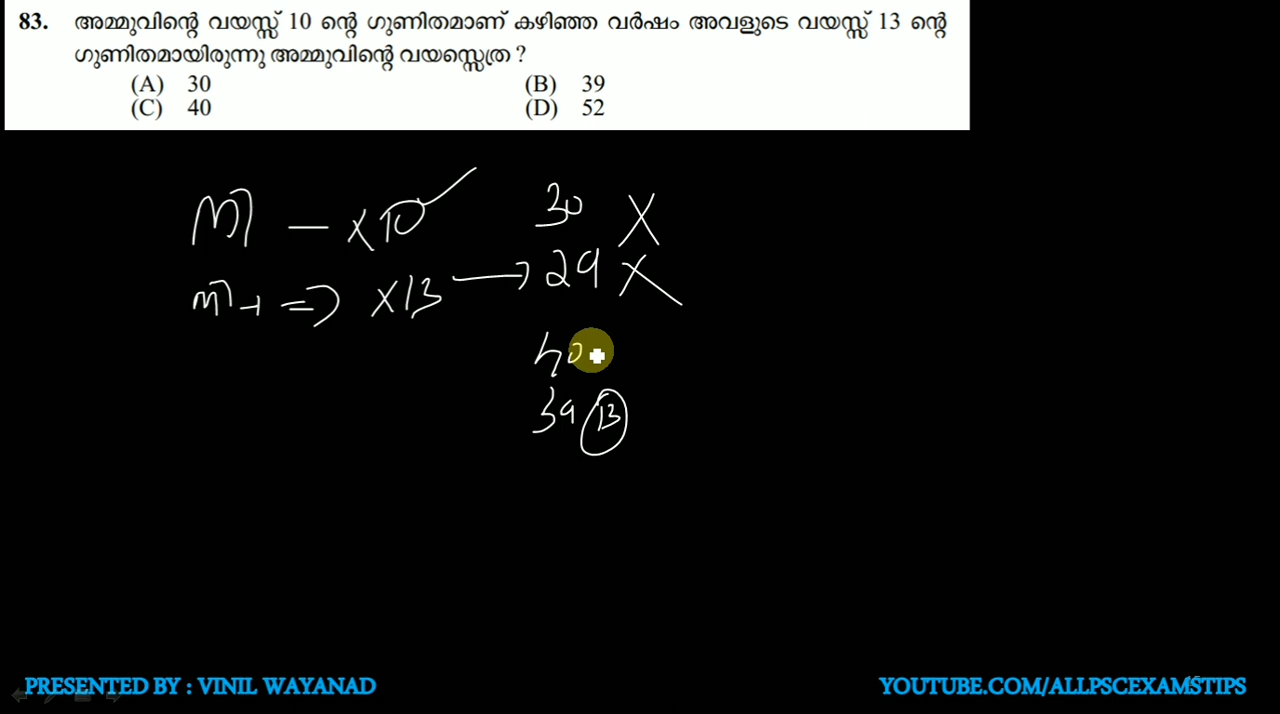 83. അമ്മുവിന്റെ വയസ്സ് 10 ന്റെ ഗുണിതമാണ് കഴിഞ്ഞ വർഷം അവളുടെ വയസ്സ് 13 ന്റെ
ഗുണിതമായിരുന്നു അമ്മുവിന്റെ വയസ്സെത്ര ?
(A) 30 (B) 39
(C) 40 (D) 52
— x10 30 X
=> x13 → 29 X
40
39 13
PRESENTED BY : VINIL WAYANAD YOUTUBE.COM/ALLPSCEXAMSTIPS